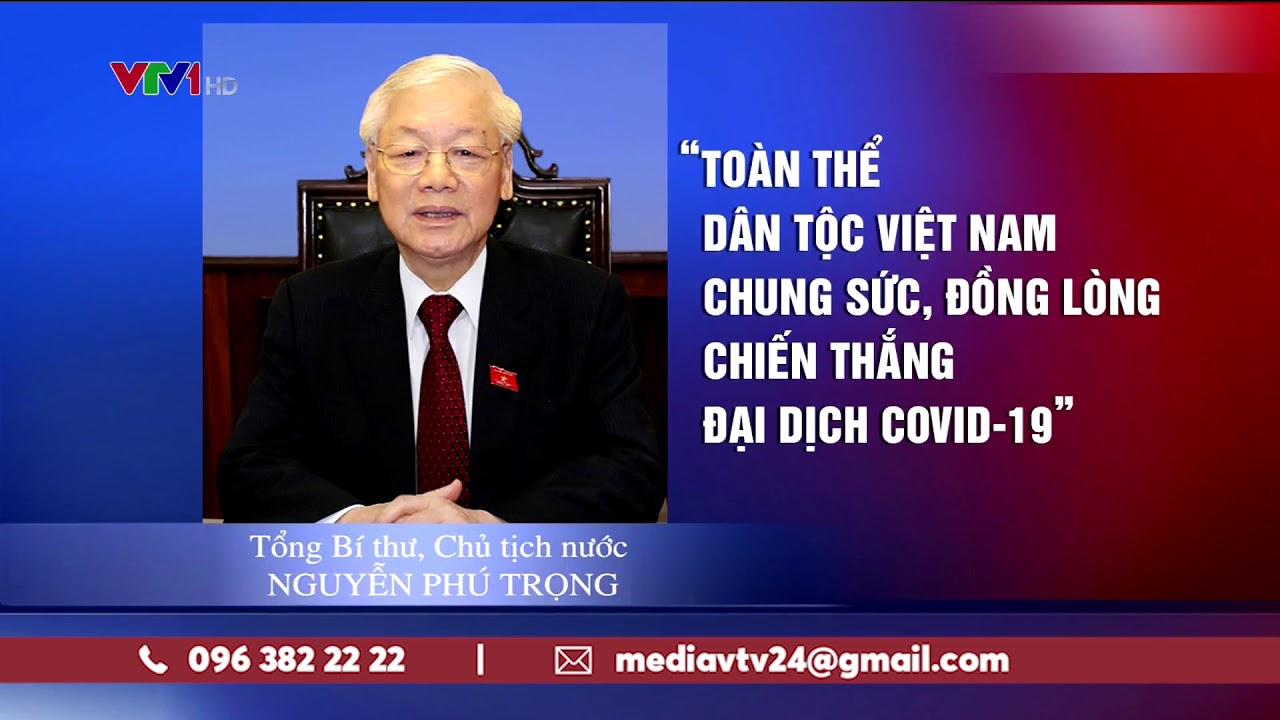 VTV1 HD
“TOÀN THỂ
DÂN TỘC VIỆT NAM
CHUNG SỨC, ĐỒNG LÒNG
CHIẾN THẮNG
ĐẠI DỊCH COVID-19”
Tổng Bí thư, Chủ tịch nước
NGUYỄN PHÚ TRỌNG
096 382 22 22 | mediavtv24@gmail.com